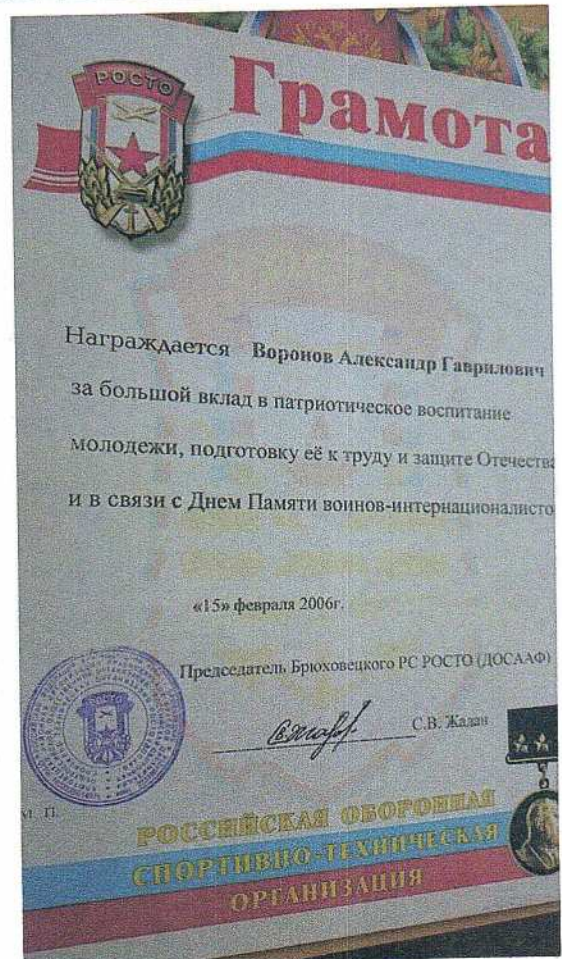 РОСТО
Грамота
Награждается Воронов Александр Гаврилович
за большой вклад в патриотическое воспитание
молодежи, подготовку её к труду и защите Отечества
и в связи с Днем Памяти воинов-интернационалисто
«15» февраля 2006г.
Председатель Брюховецкого РС РОСТО (ДОСААФ)
С.В. Жадан
М. П.
РОССИЙСКАЯ ОБОРОННАЯ
СПОРТИВНО-ТЕХНИЧЕСКАЯ
ОРГАНИЗАЦИЯ